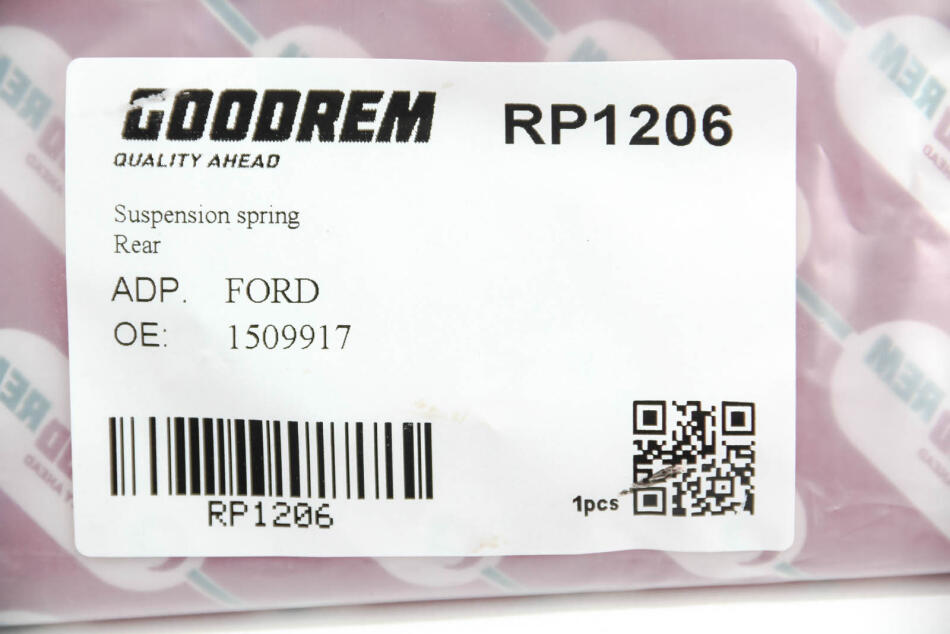 GOODREM
RP1206
QUALITY AHEAD
Suspension spring
Rear
ADP. FORD
OE: 1509917
RP1206
1pcs